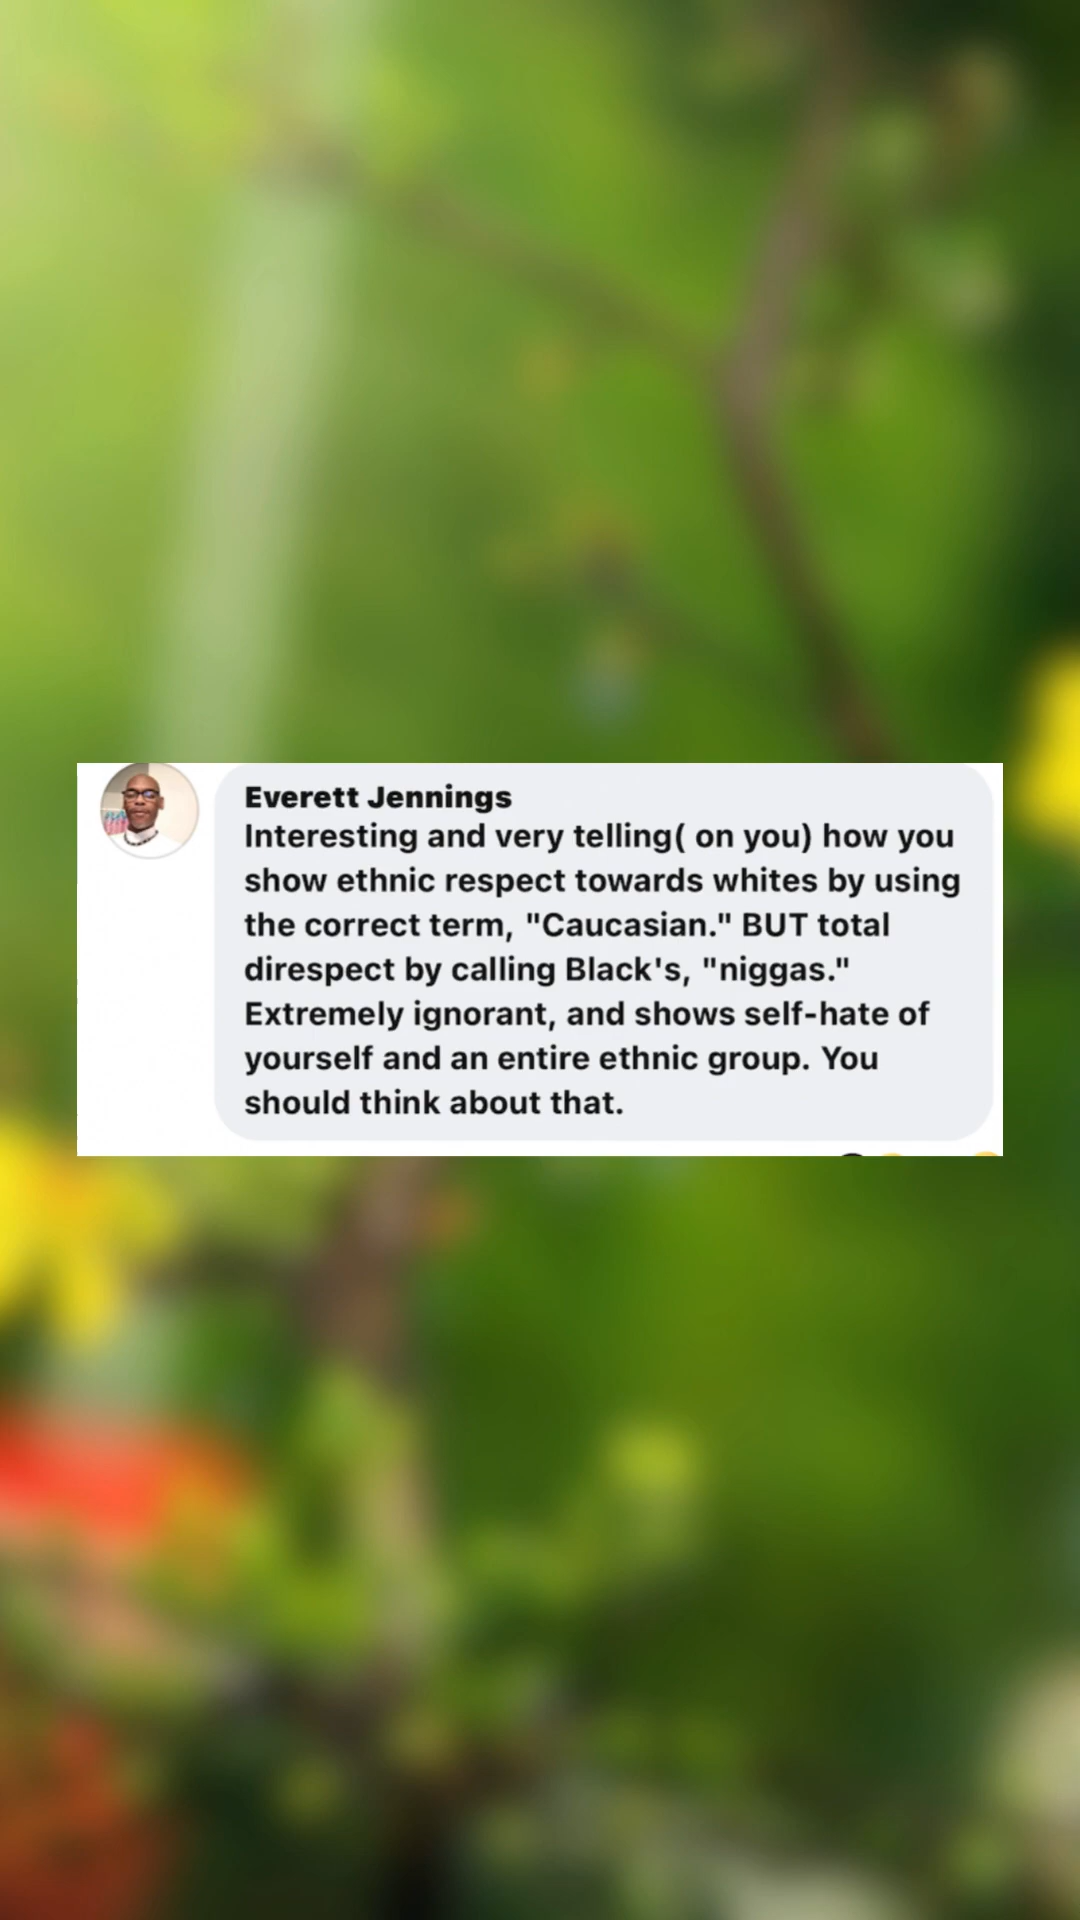 Everett Jennings
Interesting and very telling( on you) how you
show ethnic respect towards whites by using
the correct term, "Caucasian." BUT total
direspect by calling Black's, "niggas."
Extremely ignorant, and shows self-hate of
yourself and an entire ethnic group. You
should think about that.